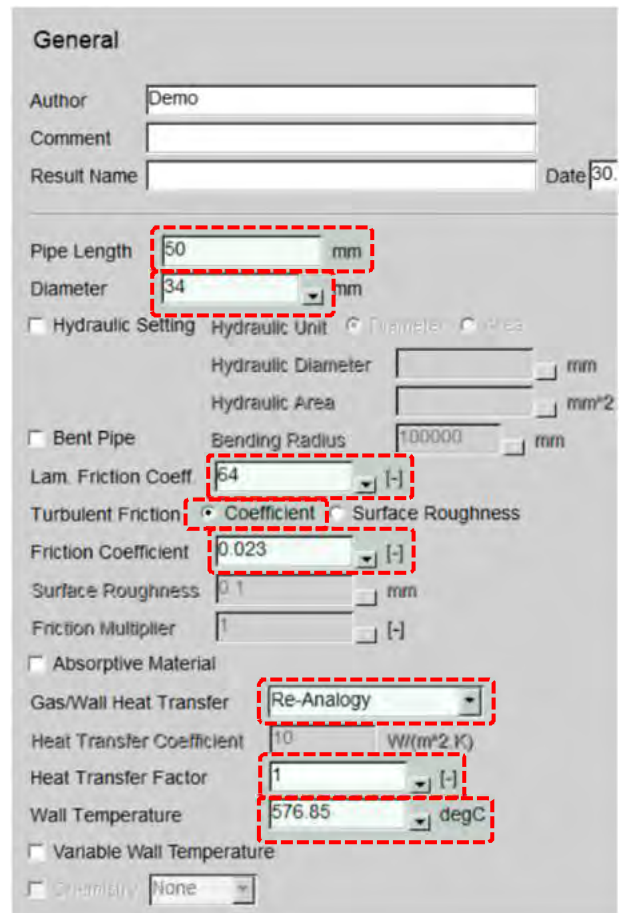 General
Author Demo
Comment
Result Name Date 30.
Pipe Length 50 mm
Diameter 34 mm
Hydraulic Setting Hydraulic Unit Diameter Area
Hydraulic Diameter mm
Hydraulic Area mm^2
Bent Pipe Bending Radius 100000 mm
Lam. Friction Coeff. 64 [-]
Turbulent Friction Coefficient Surface Roughness
Friction Coefficient 0.023 [-]
Surface Roughness 0.1 mm
Friction Multiplier 1 [-]
Absorptive Material
Gas/Wall Heat Transfer Re-Analogy
Heat Transfer Coefficient 10 W/(m^2.K)
Heat Transfer Factor 1 [-]
Wall Temperature 576.85 degC
Variable Wall Temperature
Chemistry None